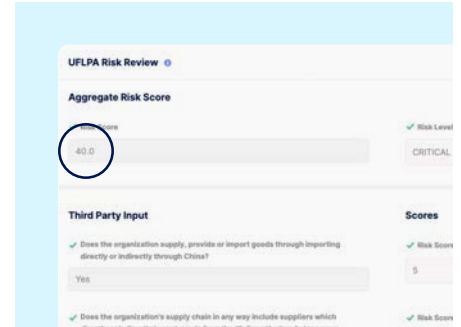 UFLPA Risk Review
Aggregate Risk Score
Risk Score
Risk Level
40.0
CRITICAL
Third Party Input
Scores
Does the organization supply, provide or import goods through importing
directly or indirectly through China?
Risk Score
Yes
5
Does the organization's supply chain in any way include suppliers which
Risk Score